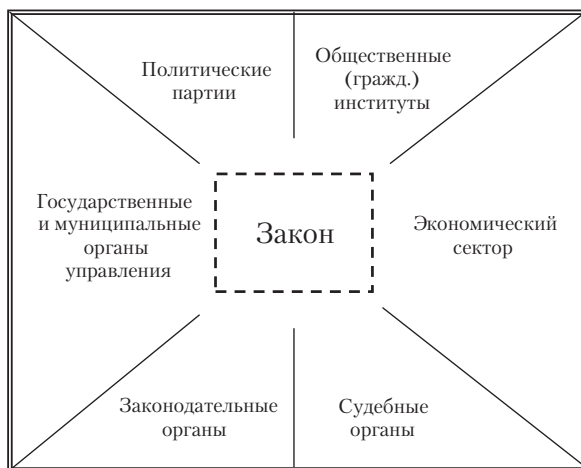 Политические
партии
Общественные
(гражд.)
институты
Государственные
и муниципальные
органы
управления
Закон
Экономический
сектор
Законодательные
органы
Судебные
органы